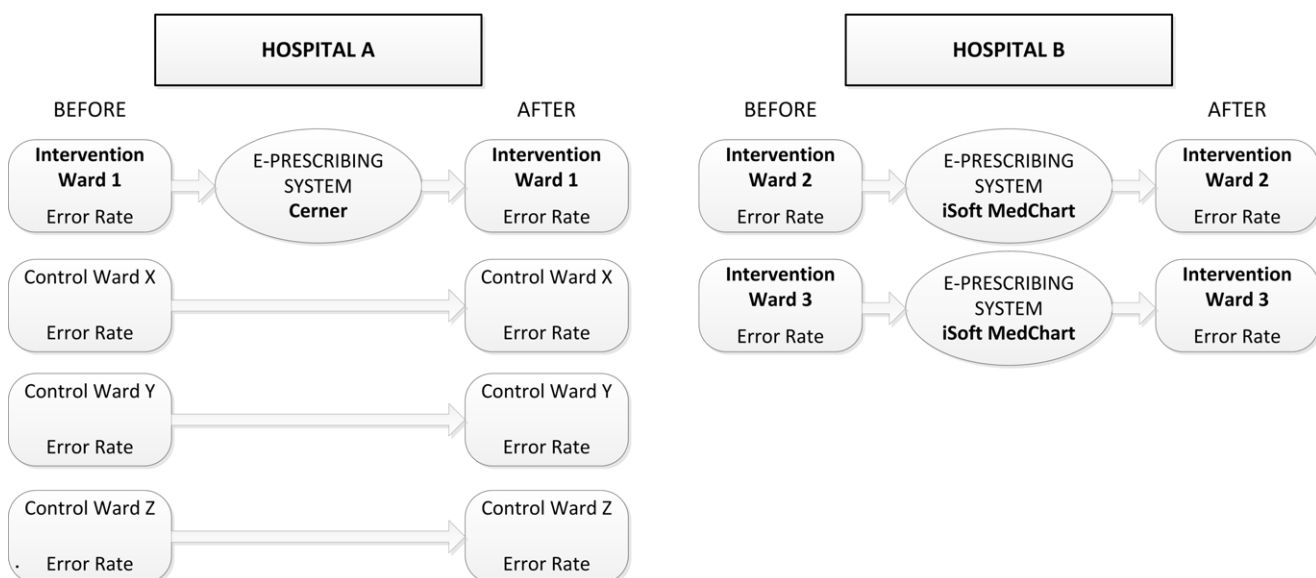 HOSPITAL A
BEFORE
AFTER
Intervention
Ward 1
Error Rate
E-PRESCRIBING
SYSTEM
Cerner
Intervention
Ward 1
Error Rate
Control Ward X
Error Rate
Control Ward X
Error Rate
Control Ward Y
Error Rate
Control Ward Y
Error Rate
Control Ward Z
. Error Rate
Control Ward Z
Error Rate
HOSPITAL B
BEFORE
AFTER
Intervention
Ward 2
Error Rate
E-PRESCRIBING
SYSTEM
iSoft MedChart
Intervention
Ward 2
Error Rate
Intervention
Ward 3
Error Rate
E-PRESCRIBING
SYSTEM
iSoft MedChart
Intervention
Ward 3
Error Rate